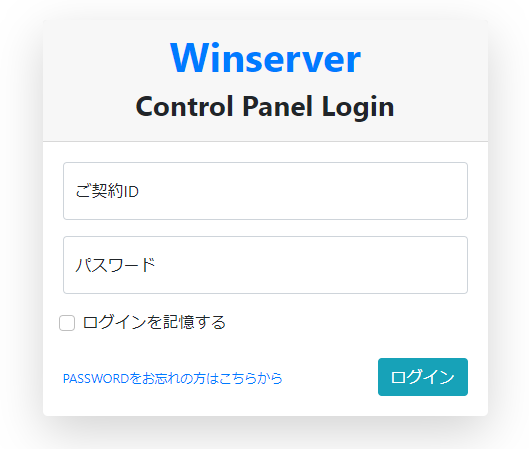 Winserver
Control Panel Login
ご契約ID
パスワード
ログインを記憶する
PASSWORDをお忘れの方はこちらから
ログイン